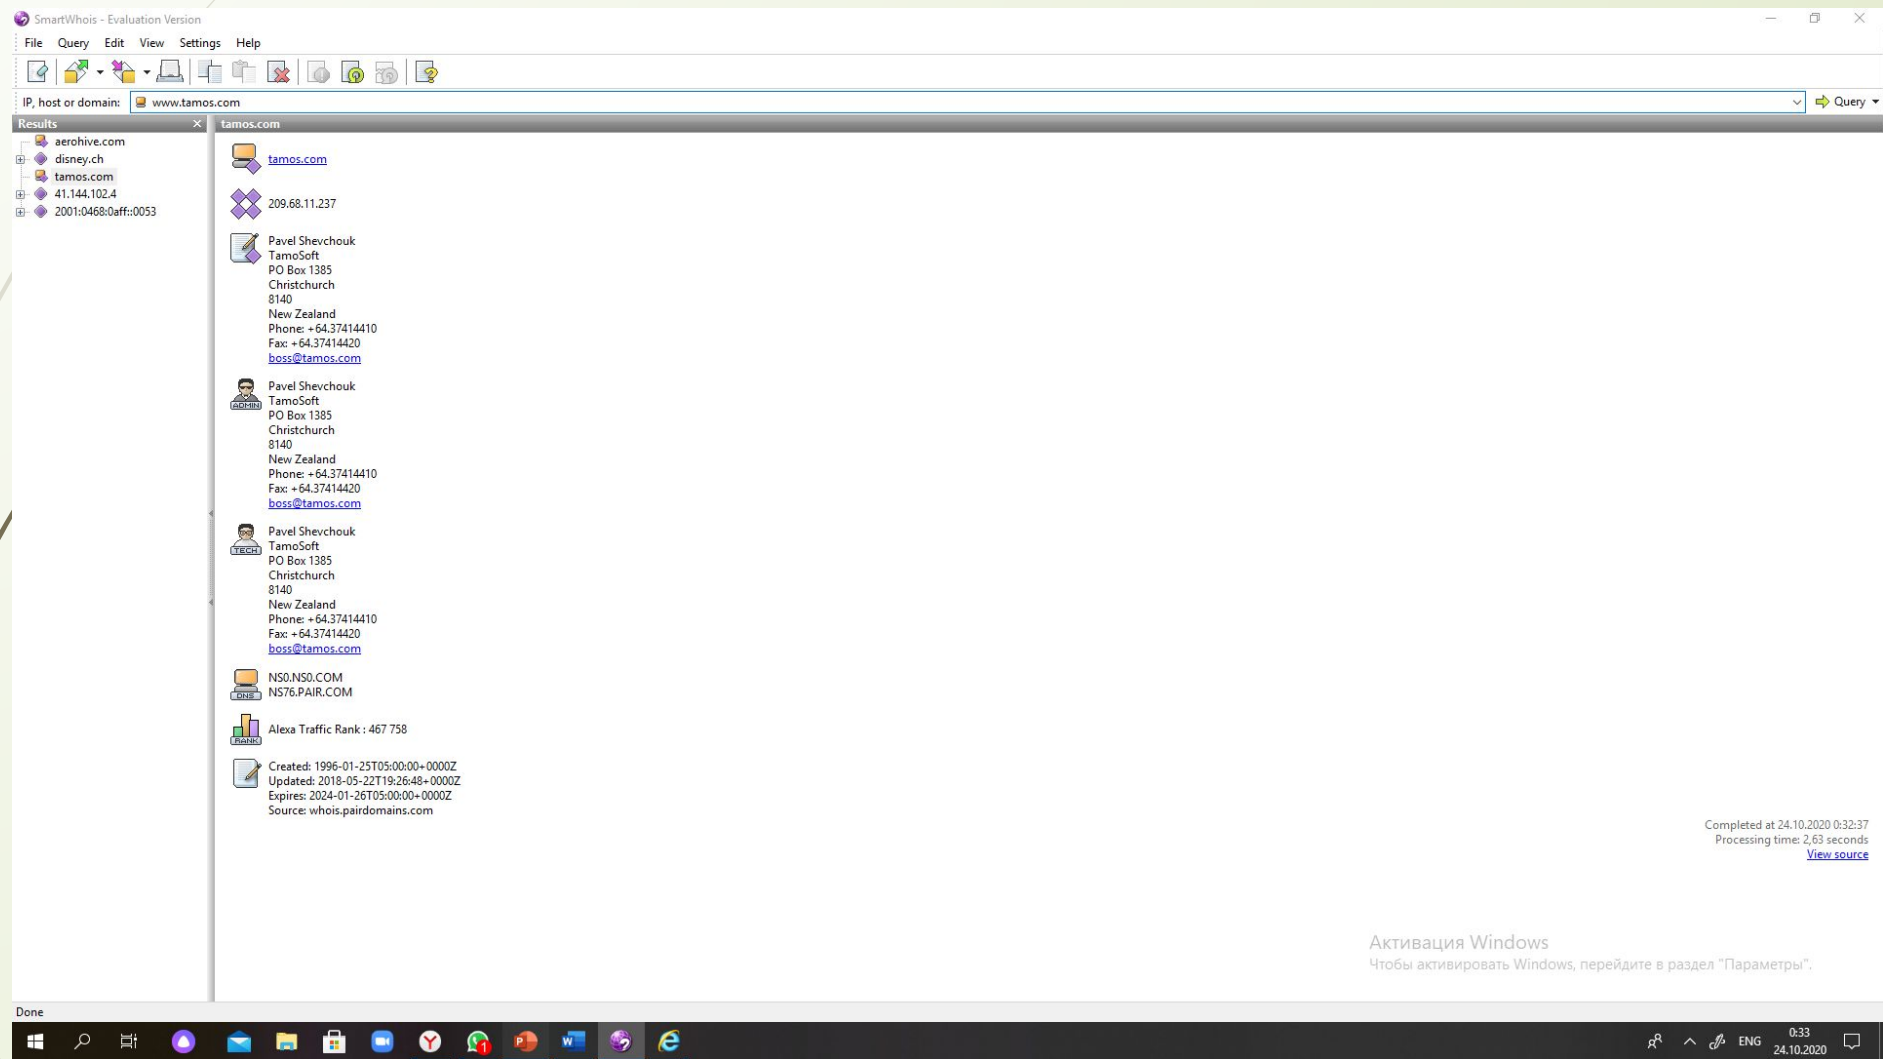 SmartWhois - Evaluation Version
File Query Edit View Settings Help
IP, host or domain: www.tamos.com Query
Results
tamos.com
aerohive.com
disney.ch
tamos.com
41.144.102.4
2001:0468:0aff::0053
tamos.com
209.68.11.237
Pavel Shevchouk
TamoSoft
PO Box 1385
Christchurch
8140
New Zealand
Phone: +64.37414410
Fax: +64.37414420
boss@tamos.com
ADMIN
Pavel Shevchouk
TamoSoft
PO Box 1385
Christchurch
8140
New Zealand
Phone: +64.37414410
Fax: +64.37414420
boss@tamos.com
TECH
Pavel Shevchouk
TamoSoft
PO Box 1385
Christchurch
8140
New Zealand
Phone: +64.37414410
Fax: +64.37414420
boss@tamos.com
DNS
NS0.NS0.COM
NS76.PAIR.COM
RANK
Alexa Traffic Rank : 467 758
Created: 1996-01-25T05:00:00+0000Z
Updated: 2018-05-22T19:26:48+0000Z
Expires: 2024-01-26T05:00:00+0000Z
Source: whois.pairdomains.com
Completed at 24.10.2020 0:32:37
Processing time: 2,63 seconds
View source
Активация Windows
Чтобы активировать Windows, перейдите в раздел "Параметры".
Done
1
ENG
0:33
24.10.2020